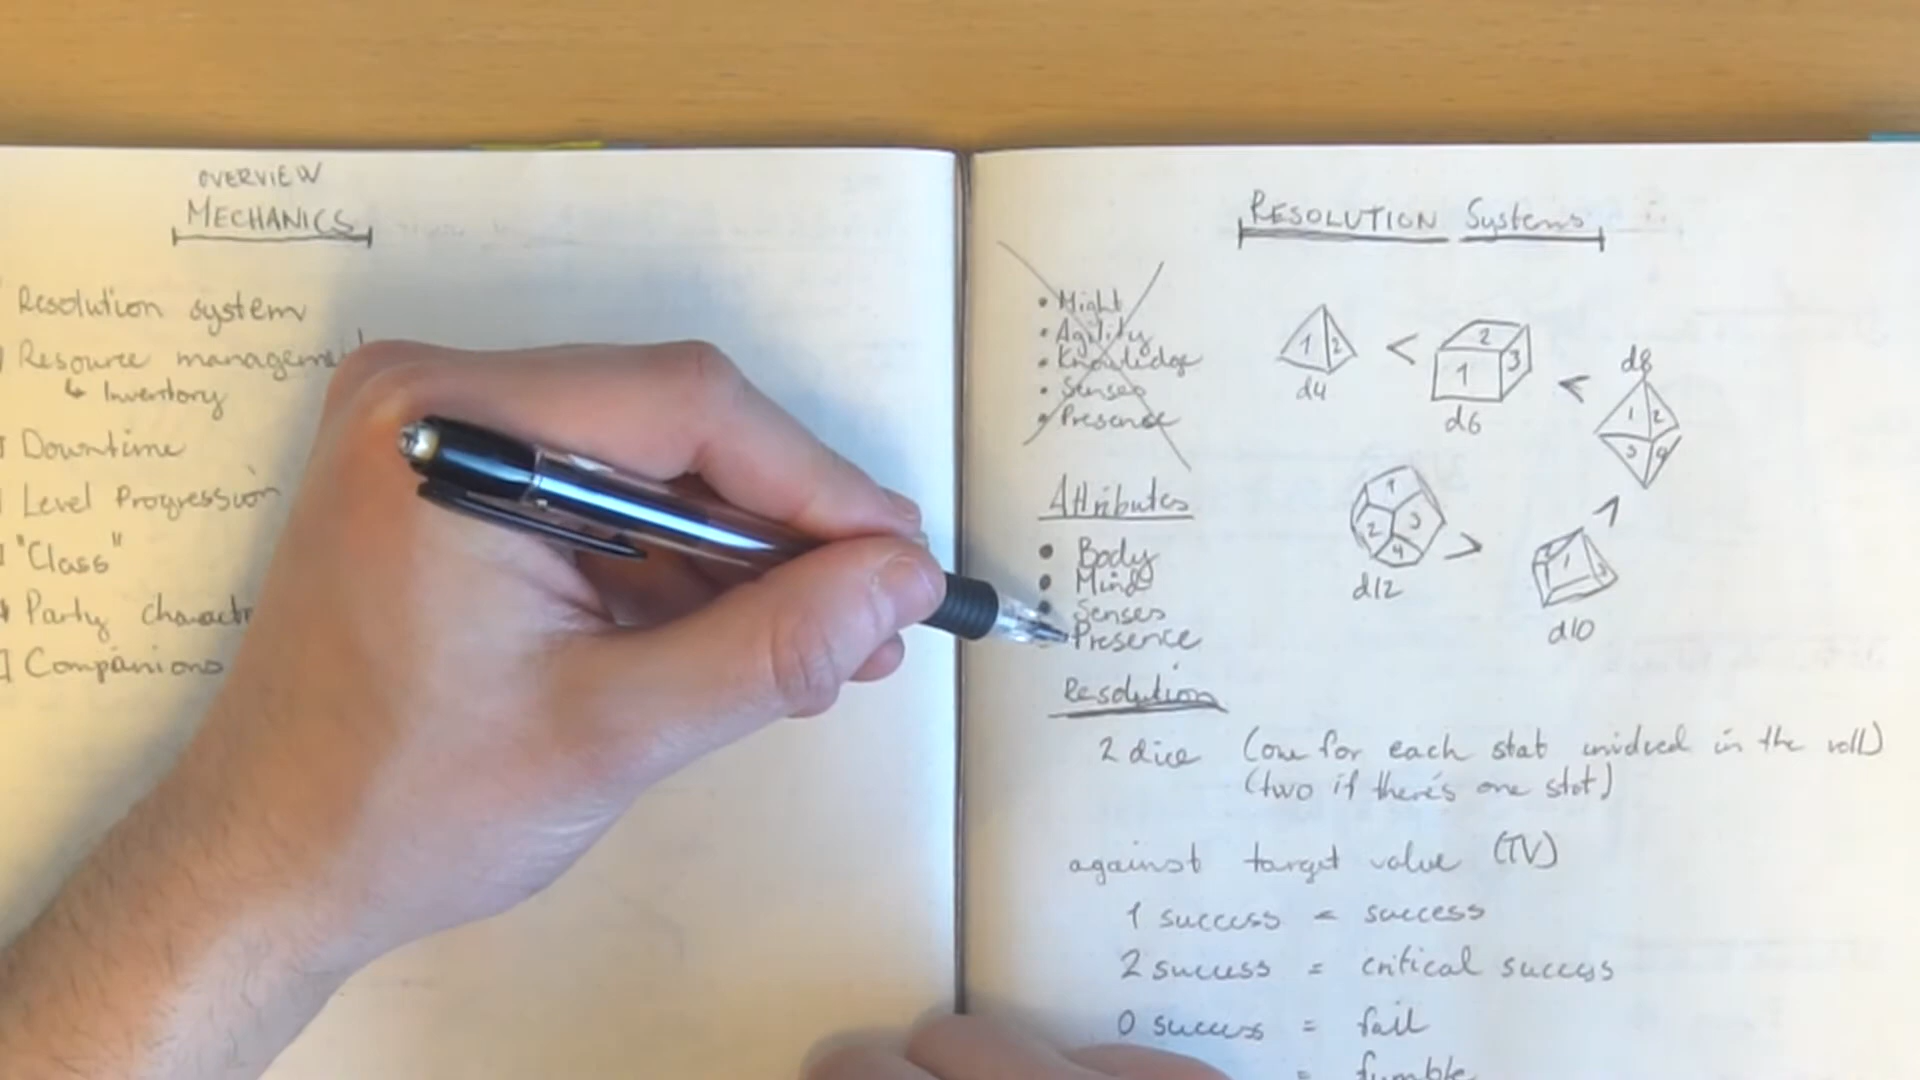 OVERVIEW
MECHANICS
Resolution system
Resource management
↳ Inventory
Downtime
Level Progression
"Class"
Party charact
Companions
RESOLUTION Systems
• Might
• Agility
• Knowledge
• Senses
• Presence
1 2
d4
<
2
1 3
d6
<
d8
1 2
3 4
1
2 3
4
d12
>
1
d10
>
Attributes
• Body
• Mind
• Senses
Presence
Resolution
2 dice (one for each stat involved in the roll)
(two if there's one stat)
against target value (TV)
1 success = success
2 success = critical success
0 success = fail
= fumble